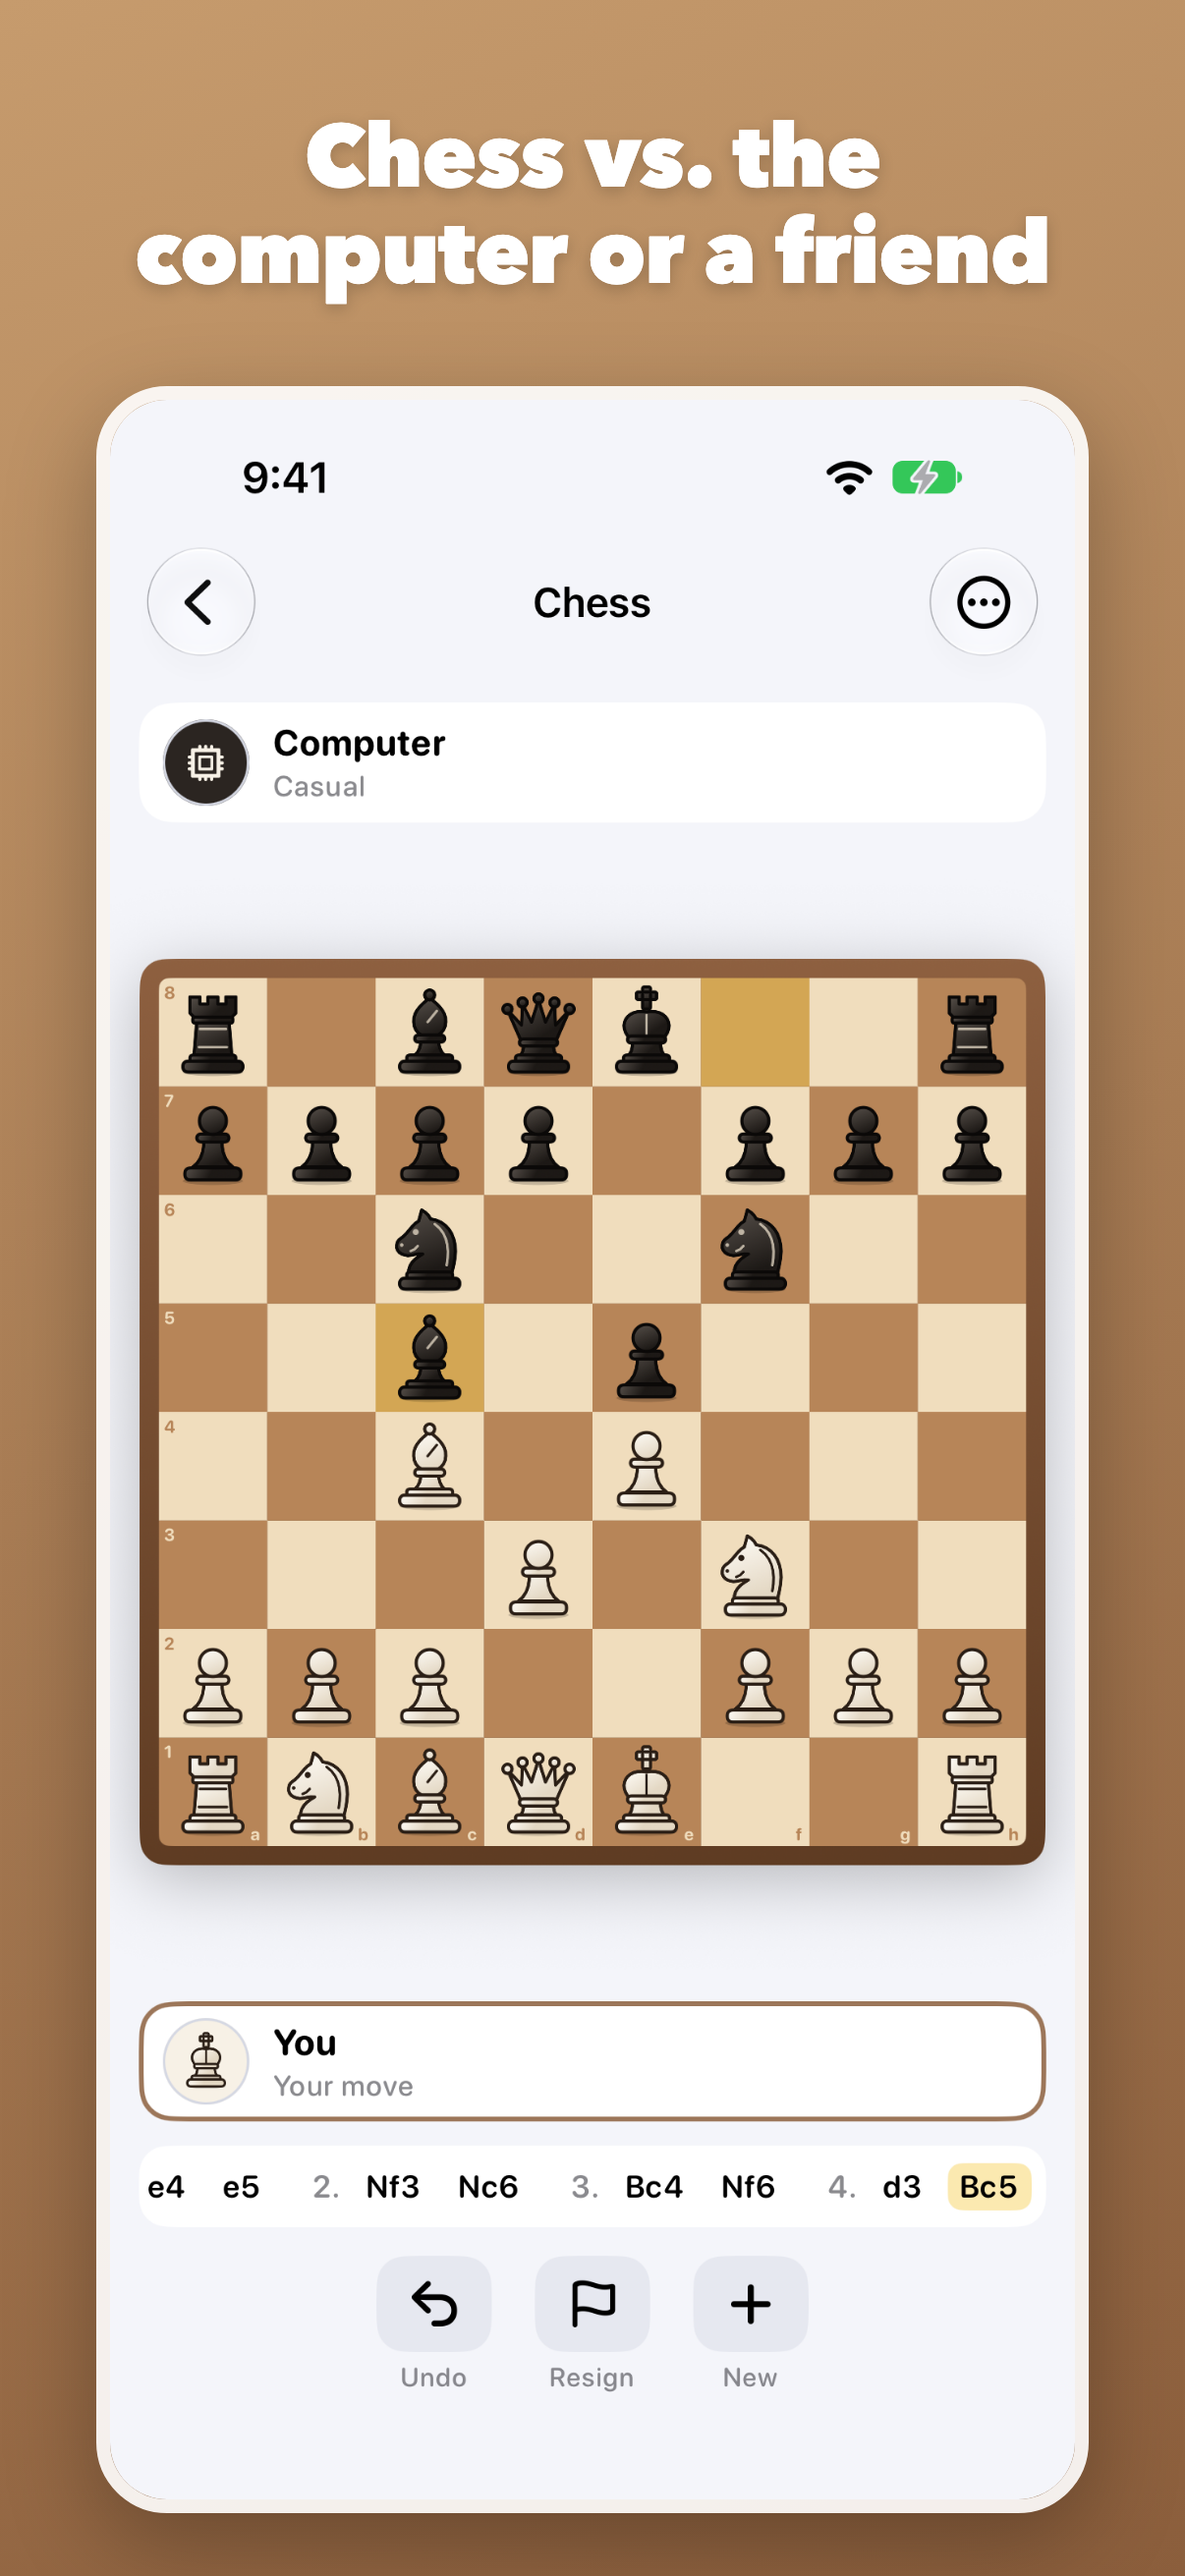 Chess vs. the
computer or a friend
9:41
Chess
Computer
Casual
8
7
6
5
4
3
2
1
a b c d e f g h
You
Your move
e4 e5 2. Nf3 Nc6 3. Bc4 Nf6 4. d3 Bc5
Undo Resign New